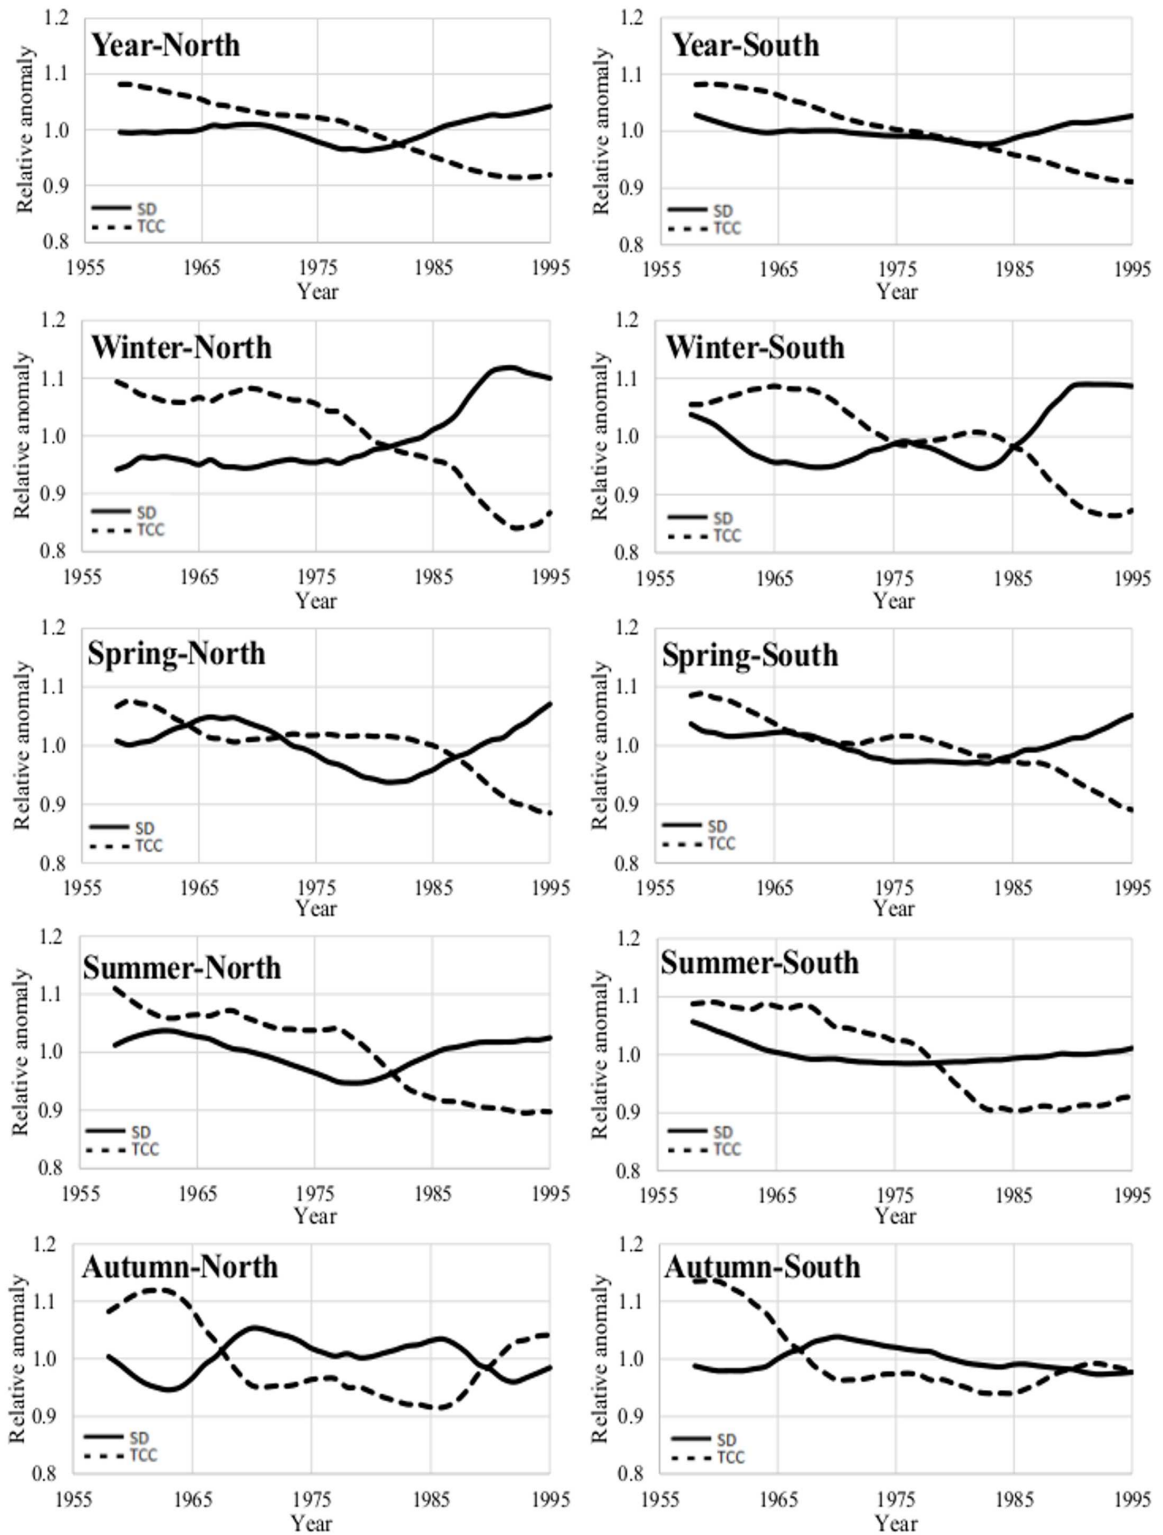 Year-North
Relative anomaly
1.2
1.1
1.0
0.9
0.8
SD
TCC
1955 1965 1975 1985 1995
Year
Year-South
Relative anomaly
1.2
1.1
1.0
0.9
0.8
SD
TCC
1955 1965 1975 1985 1995
Year
Winter-North
Relative anomaly
1.2
1.1
1.0
0.9
0.8
SD
TCC
1955 1965 1975 1985 1995
Year
Winter-South
Relative anomaly
1.2
1.1
1.0
0.9
0.8
SD
TCC
1955 1965 1975 1985 1995
Year
Spring-North
Relative anomaly
1.2
1.1
1.0
0.9
0.8
SD
TCC
1955 1965 1975 1985 1995
Year
Spring-South
Relative anomaly
1.2
1.1
1.0
0.9
0.8
SD
TCC
1955 1965 1975 1985 1995
Year
Summer-North
Relative anomaly
1.2
1.1
1.0
0.9
0.8
SD
TCC
1955 1965 1975 1985 1995
Year
Summer-South
Relative anomaly
1.2
1.1
1.0
0.9
0.8
SD
TCC
1955 1965 1975 1985 1995
Year
Autumn-North
Relative anomaly
1.2
1.1
1.0
0.9
0.8
SD
TCC
1955 1965 1975 1985 1995
Year
Autumn-South
Relative anomaly
1.2
1.1
1.0
0.9
0.8
SD
TCC
1955 1965 1975 1985 1995
Year